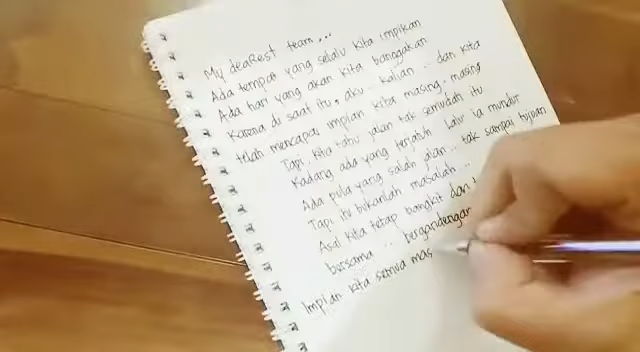 My deaRest team...
Ada tempat yang selalu kita impikan
Ada hari yang akan kita banggakan
Karena di saat itu, aku.. kalian... dan kita
telah mencapai impian kita masing-masing
Tapi, kita tahu jalan tak semudah itu
Kadang ada yang terjatuh lalu ia mundur
Ada pula yang salah jalan... tak sampai tujuan
Tapi itu bukanlah masalah...
Asal kita tetap bangkit dan
bersama... bergandengan
Impian kita semua mas